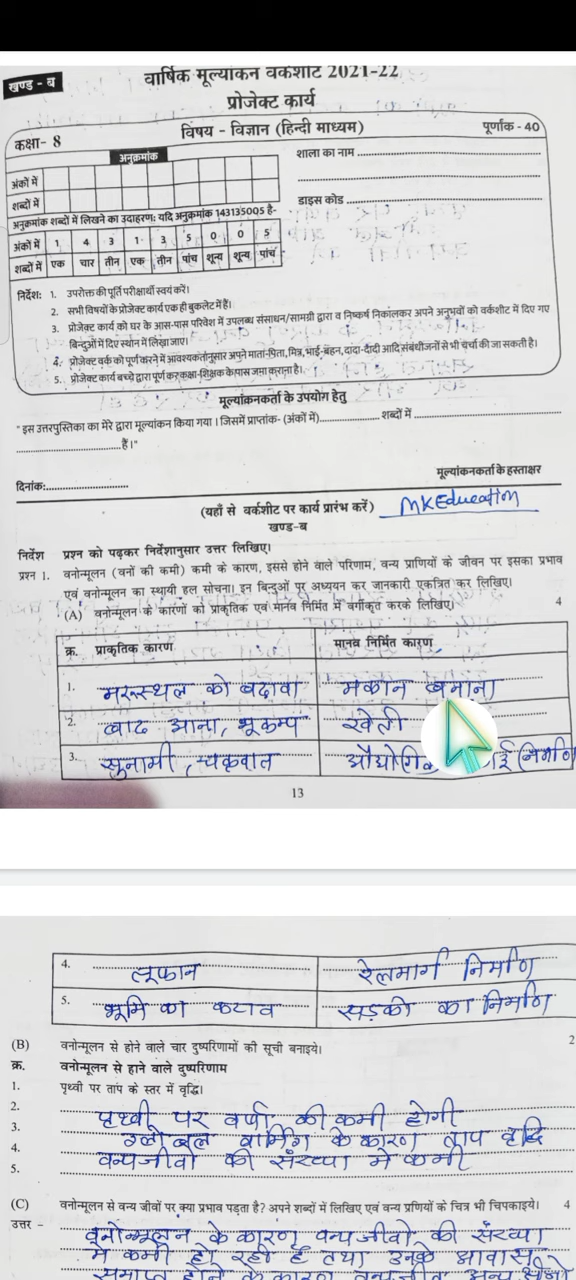 खण्ड - ब
वार्षिक मूल्यांकन वर्कशीट 2021-22
प्रोजेक्ट कार्य
कक्षा- 8
विषय - विज्ञान (हिन्दी माध्यम)
पूर्णांक - 40
अनुक्रमांक
शाला का नाम
अंकों में
शब्दों में
डाइस कोड
अनुक्रमांक शब्दों में लिखने का उदाहरण: यदि अनुक्रमांक 143135005 है-
अंकों में 1 4 3 1 3 5 0 0 5
शब्दों में एक चार तीन एक तीन पांच शून्य शून्य पांच
निर्देश: 1. उपरोक्त की पूर्ति परीक्षार्थी स्वयं करें।
2. सभी विषयों के प्रोजेक्ट कार्य एक ही बुकलेट में हैं।
3. प्रोजेक्ट कार्य को घर के आस-पास परिवेश में उपलब्ध संसाधन/सामग्री द्वारा व निष्कर्ष निकालकर अपने अनुभवों को वर्कशीट में दिए गए
बिन्दुओं में दिए स्थान में लिखा जाए।
4. प्रोजेक्ट वर्क को पूर्ण करने में आवश्यकतानुसार अपने माता-पिता, मित्र, भाई-बहन, दादा-दादी आदि संबंधीजनों से भी चर्चा की जा सकती है।
5. प्रोजेक्ट कार्य बच्चे द्वारा पूर्ण कर कक्षा-शिक्षक के पास जमा कराना है।
मूल्यांकनकर्ता के उपयोग हेतु
"इस उत्तरपुस्तिका का मेरे द्वारा मूल्यांकन किया गया। जिसमें प्राप्तांक- (अंकों में) शब्दों में
हैं।"
मूल्यांकनकर्ता के हस्ताक्षर
दिनांक:
(यहाँ से वर्कशीट पर कार्य प्रारंभ करें) MKEducation
खण्ड-ब
निर्देश प्रश्न को पढ़कर निर्देशानुसार उत्तर लिखिए।
प्रश्न 1. वनोन्मूलन (वनों की कमी) कमी के कारण, इससे होने वाले परिणाम, वन्य प्राणियों के जीवन पर इसका प्रभाव
एवं वनोन्मूलन का स्थायी हल सोचना। इन बिन्दुओं पर अध्ययन कर जानकारी एकत्रित कर लिखिए।
(A) वनोन्मूलन के कारणों को प्राकृतिक एवं मानव निर्मित में वर्गीकृत करके लिखिए। 4
क्र. प्राकृतिक कारण मानव निर्मित कारण
1. मरूस्थल को बढ़ावा मकान बनाना
2. बाढ आना, भूकम्प खेती
3. सुनामी, चक्रवात निर्माण
13
4. तूफान रेलमार्ग निर्माण
5. भूमि का कटाव सड़को का निर्माण
(B) वनोन्मूलन से होने वाले चार दुष्परिणामों की सूची बनाइये। 2
क्र. वनोन्मूलन से हाने वाले दुष्परिणाम
1. पृथ्वी पर ताप के स्तर में वृद्धि।
2. पृथ्वी पर वर्षा की कमी होगी
3. ग्लोबल वार्मिंग के कारण ताप वृद्धि
4. वन्यजीवो की संख्या मे कमी
5.
(C) वनोन्मूलन से वन्य जीवों पर क्या प्रभाव पड़ता है? अपने शब्दों में लिखिए एवं वन्य प्रणियों के चित्र भी चिपकाइये। 4
उत्तर - वनोन्मूलन के कारण वन्यजीवो की संख्या
मे कमी हो रही है तथा उनके आवास